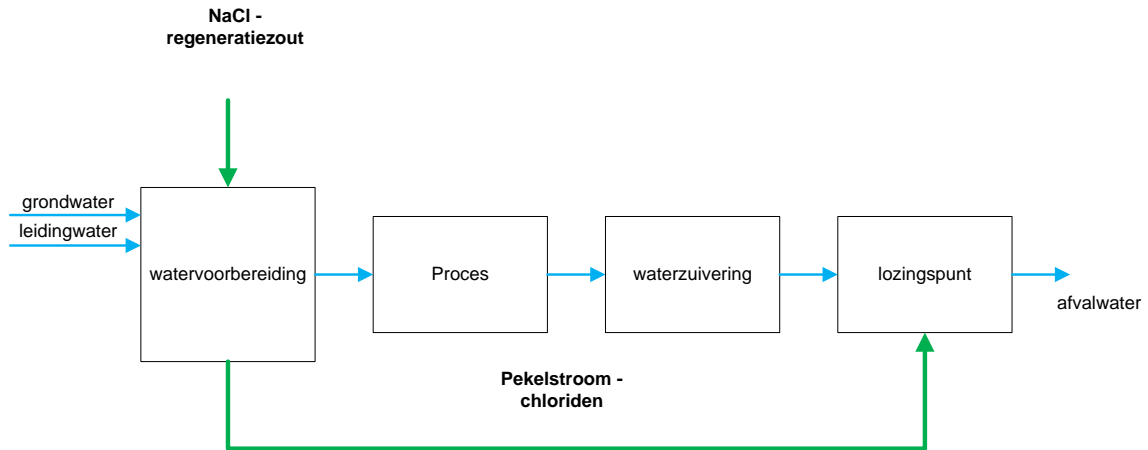 NaCl -
regeneratiezout
grondwater
leidingwater
watervoorbereiding
Proces
waterzuivering
lozingspunt
afvalwater
Pekelstroom -
chloriden